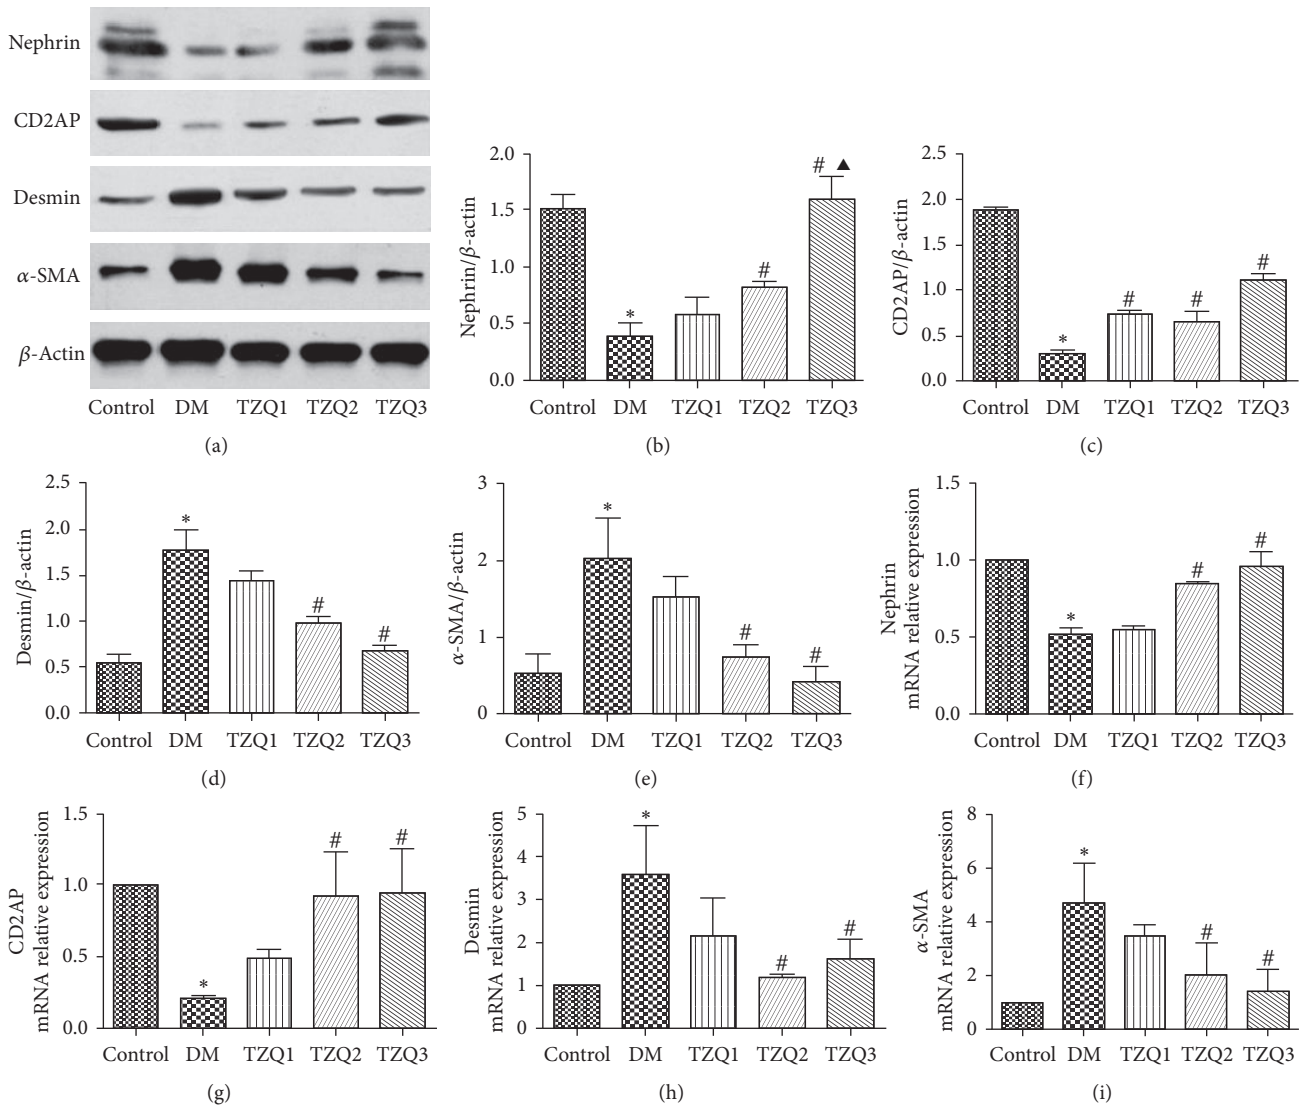 Nephrin
CD2AP
Desmin
α-SMA
β-Actin
Control DM TZQ1 TZQ2 TZQ3
(a)
Nephrin/β-actin
2.0
1.5
1.0
0.5
0.0
*
#
# ▲
Control DM TZQ1 TZQ2 TZQ3
(b)
CD2AP/β-actin
2.5
2.0
1.5
1.0
0.5
0.0
*
#
#
#
Control DM TZQ1 TZQ2 TZQ3
(c)
Desmin/β-actin
2.5
2.0
1.5
1.0
0.5
0.0
*
#
#
Control DM TZQ1 TZQ2 TZQ3
(d)
α-SMA/β-actin
3
2
1
0
*
#
#
Control DM TZQ1 TZQ2 TZQ3
(e)
Nephrin
mRNA relative expression
1.5
1.0
0.5
0.0
*
#
#
Control DM TZQ1 TZQ2 TZQ3
(f)
CD2AP
mRNA relative expression
1.5
1.0
0.5
0.0
*
#
#
Control DM TZQ1 TZQ2 TZQ3
(g)
Desmin
mRNA relative expression
5
4
3
2
1
0
*
#
#
Control DM TZQ1 TZQ2 TZQ3
(h)
α-SMA
mRNA relative expression
8
6
4
2
0
*
#
#
Control DM TZQ1 TZQ2 TZQ3
(i)